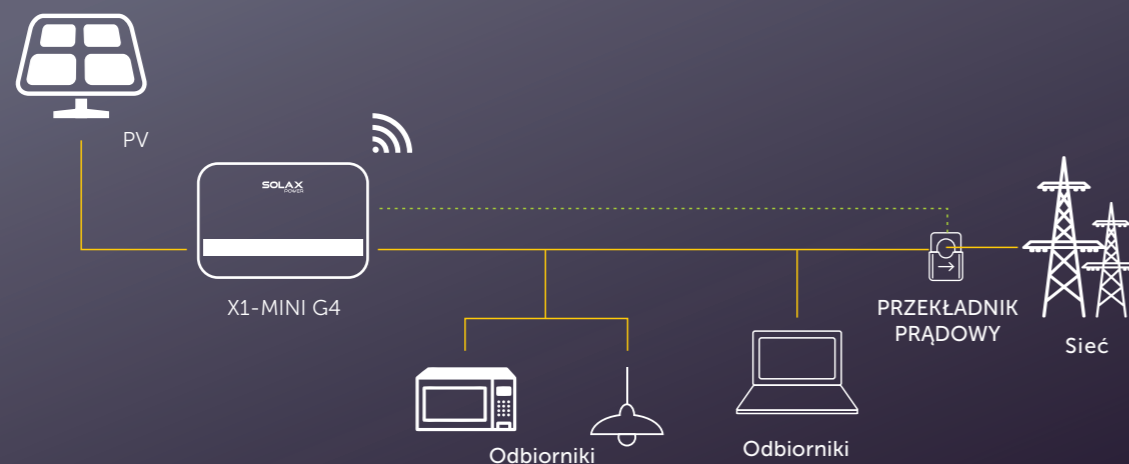 PV
SOLAX
POWER
X1-MINI G4
PRZEKŁADNIK
PRĄDOWY
Sieć
Odbiorniki
Odbiorniki